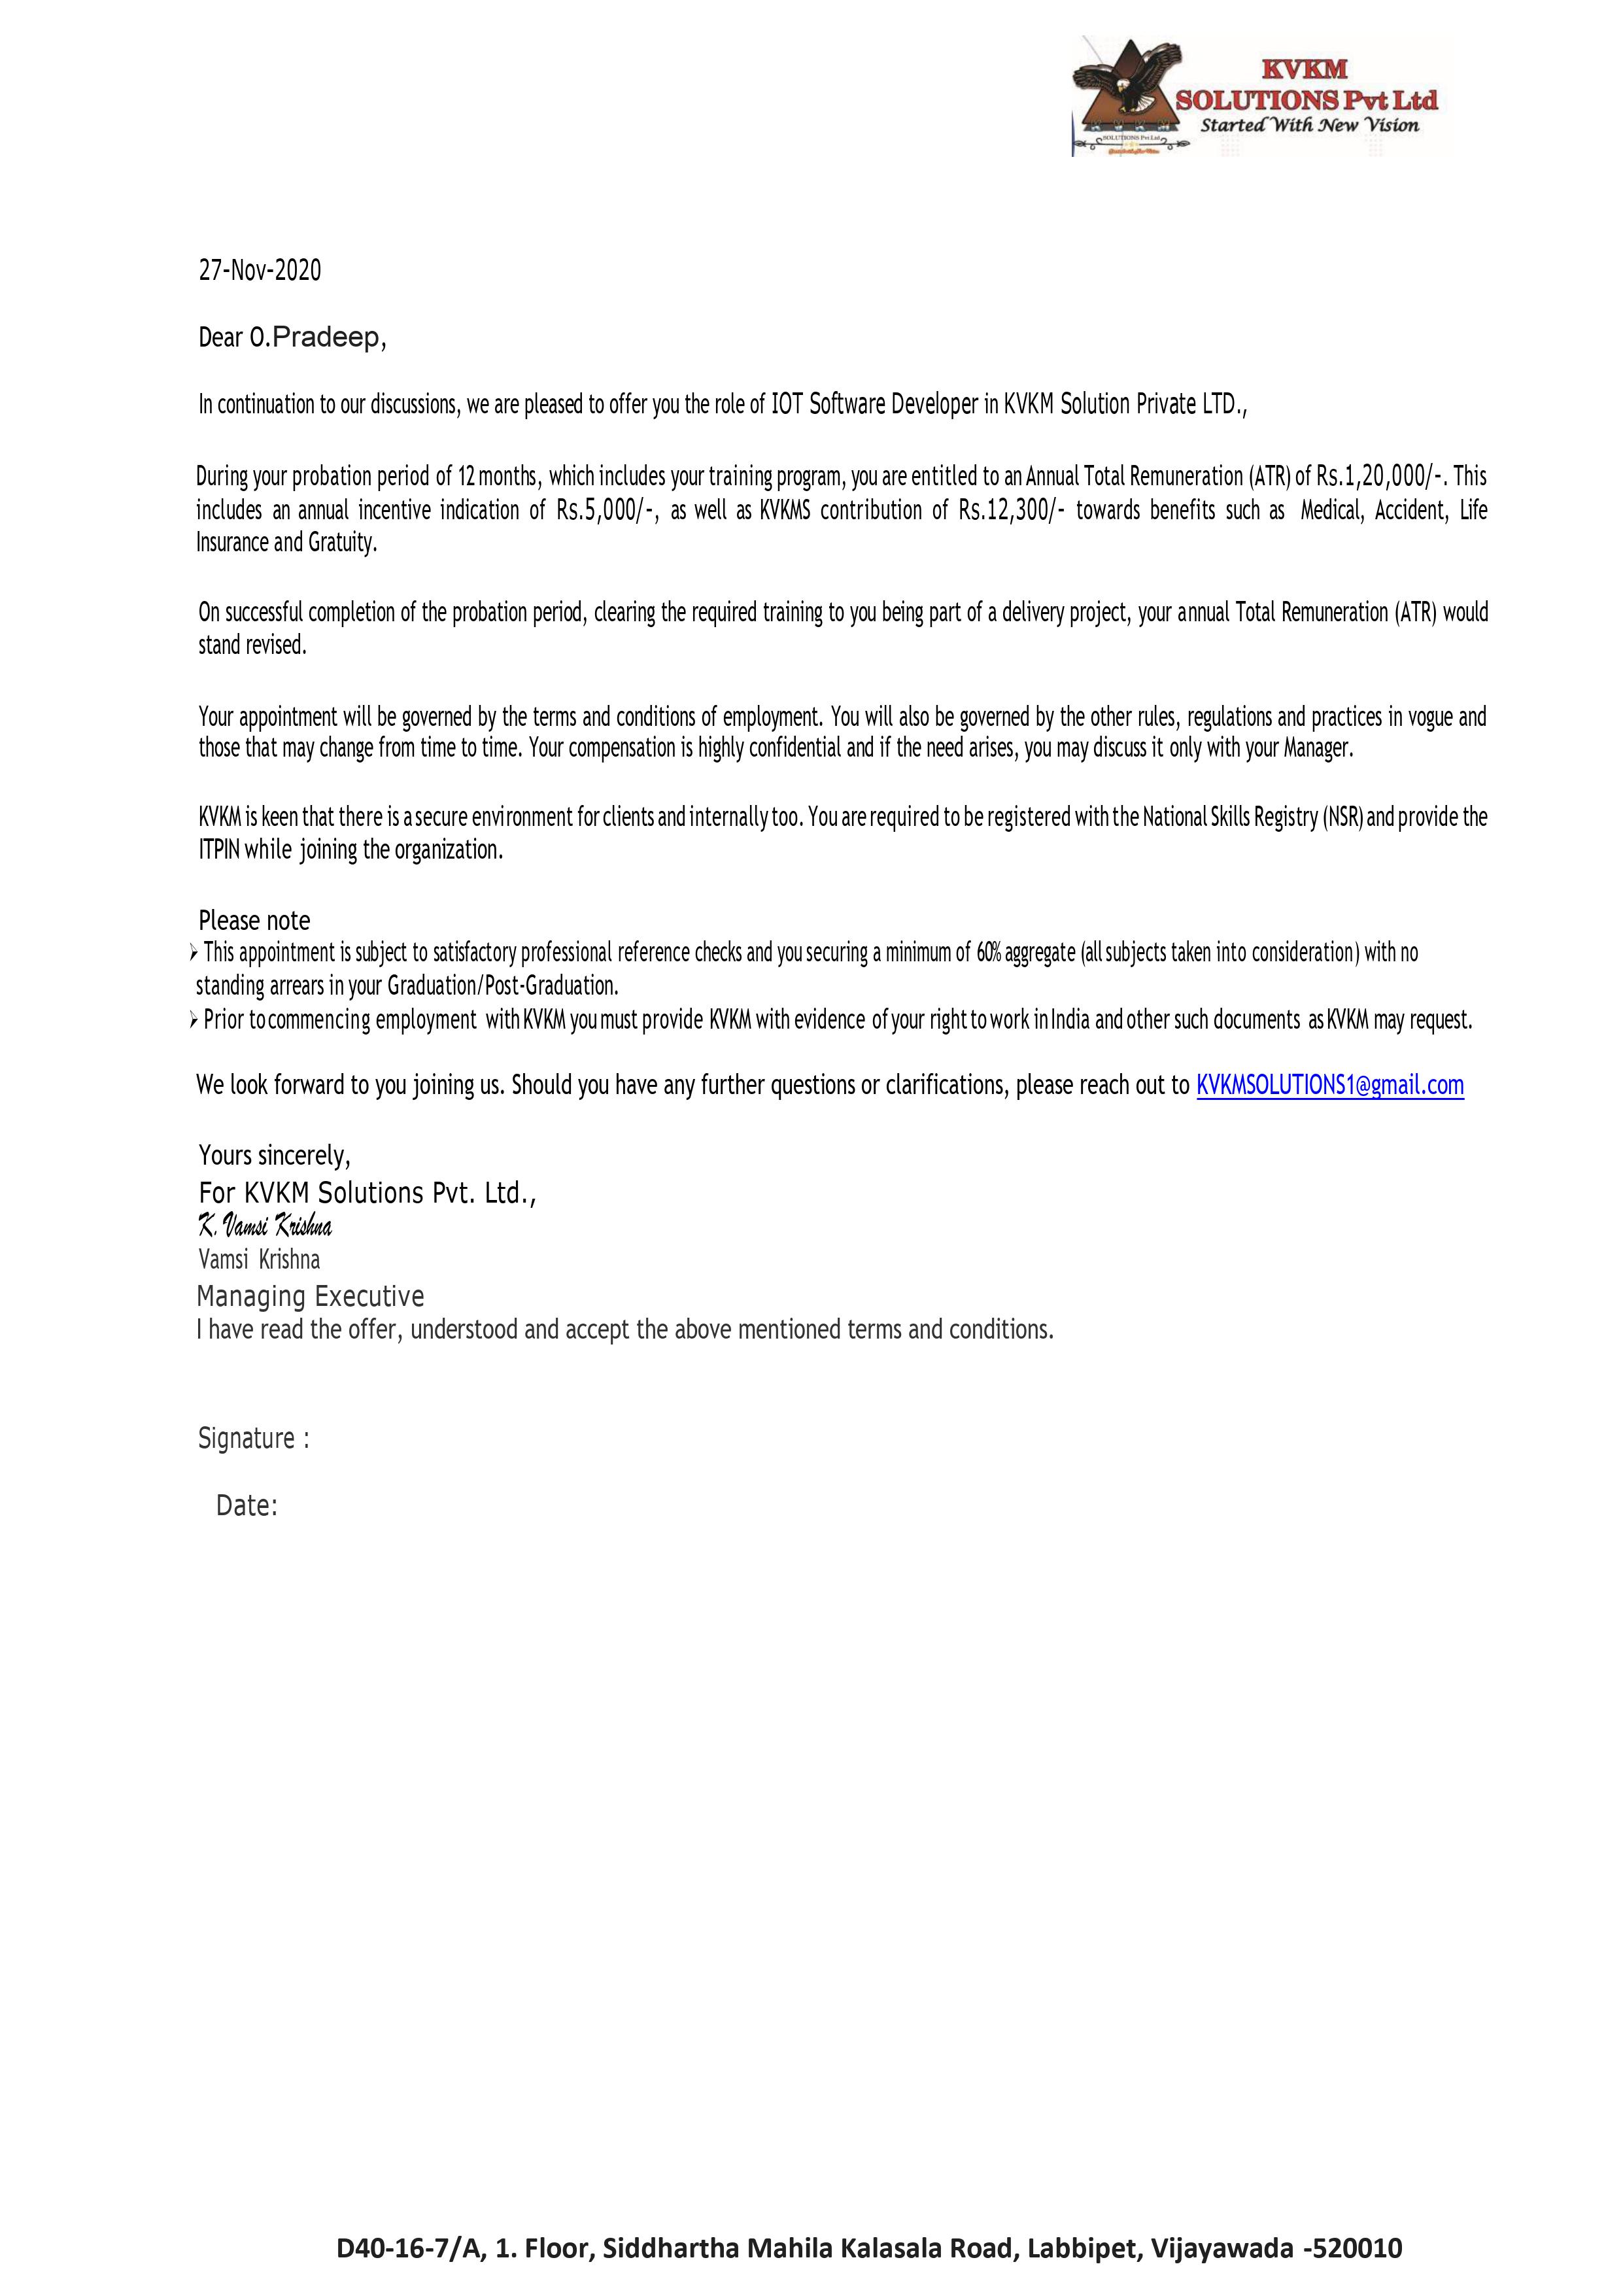 KVKM
SOLUTIONS Pvt Ltd
Started With New Vision
SOLUTIONS Pvt Ltd
27-Nov-2020
Dear O.Pradeep,
In continuation to our discussions, we are pleased to offer you the role of IOT Software Developer in KVKM Solution Private LTD.,
During your probation period of 12 months, which includes your training program, you are entitled to an Annual Total Remuneration (ATR) of Rs.1,20,000/-. This
includes an annual incentive indication of Rs.5,000/-, as well as KVKMS contribution of Rs.12,300/- towards benefits such as Medical, Accident, Life
Insurance and Gratuity.
On successful completion of the probation period, clearing the required training to you being part of a delivery project, your annual Total Remuneration (ATR) would
stand revised.
Your appointment will be governed by the terms and conditions of employment. You will also be governed by the other rules, regulations and practices in vogue and
those that may change from time to time. Your compensation is highly confidential and if the need arises, you may discuss it only with your Manager.
KVKM is keen that there is a secure environment for clients and internally too. You are required to be registered with the National Skills Registry (NSR) and provide the
ITPIN while joining the organization.
Please note
➢ This appointment is subject to satisfactory professional reference checks and you securing a minimum of 60% aggregate (all subjects taken into consideration) with no
standing arrears in your Graduation/Post-Graduation.
➢ Prior to commencing employment with KVKM you must provide KVKM with evidence of your right to work in India and other such documents as KVKM may request.
We look forward to you joining us. Should you have any further questions or clarifications, please reach out to KVKMSOLUTIONS1@gmail.com
Yours sincerely,
For KVKM Solutions Pvt. Ltd.,
K. Vamsi Krishna
Vamsi Krishna
Managing Executive
I have read the offer, understood and accept the above mentioned terms and conditions.
Signature :
Date:
D40-16-7/A, 1. Floor, Siddhartha Mahila Kalasala Road, Labbipet, Vijayawada -520010